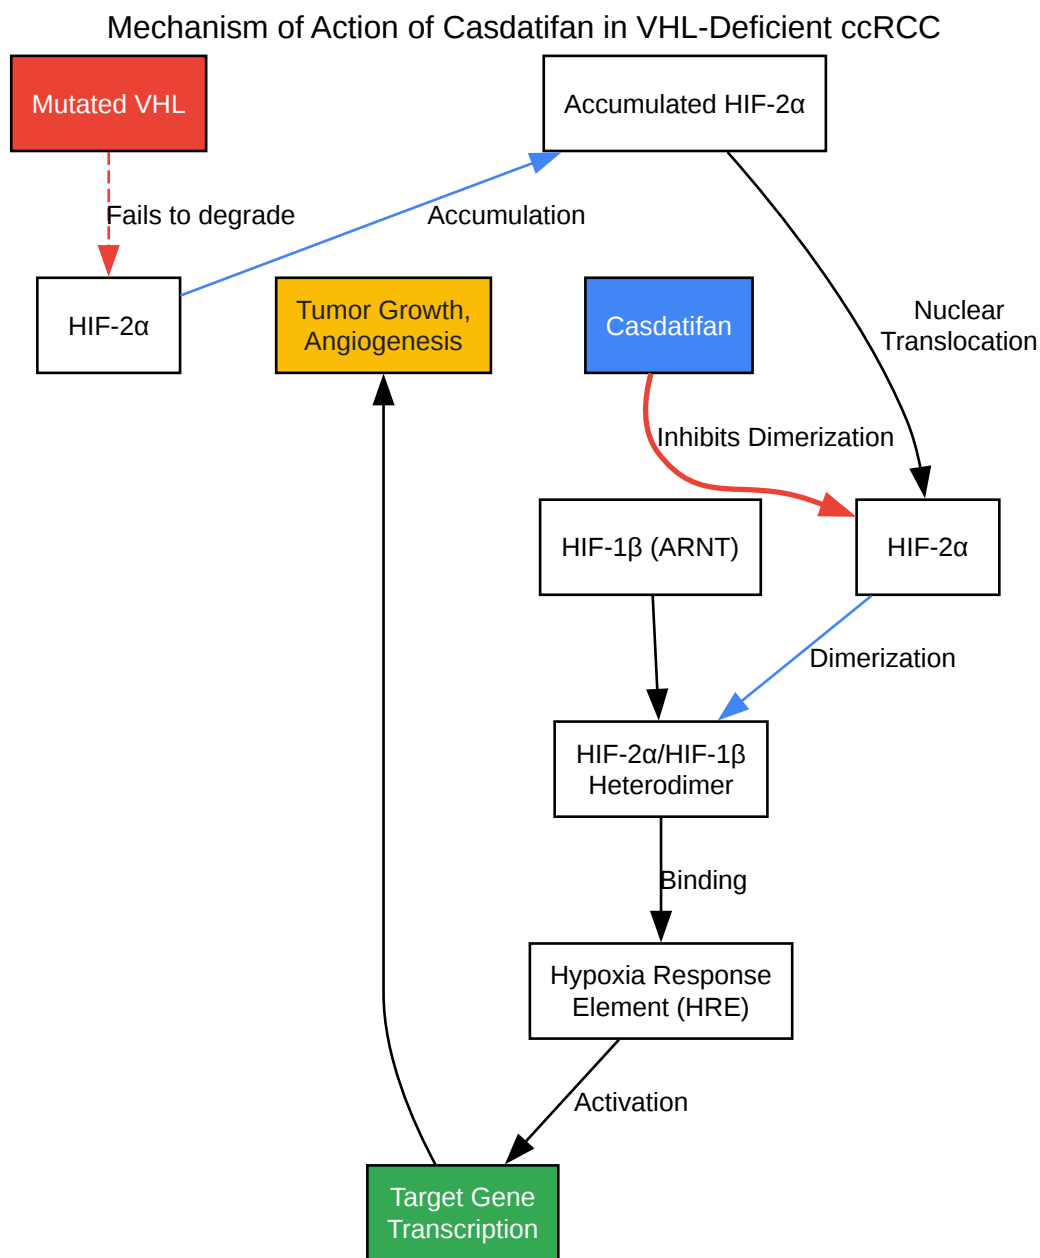 Mechanism of Action of Casdatifan in VHL-Deficient ccRCC
Mutated VHL
Accumulated HIF-2α
Fails to degrade
Accumulation
HIF-2α
Tumor Growth,
Angiogenesis
Casdatifan
Nuclear
Translocation
Inhibits Dimerization
HIF-1β (ARNT)
HIF-2α
Dimerization
HIF-2α/HIF-1β
Heterodimer
Binding
Hypoxia Response
Element (HRE)
Activation
Target Gene
Transcription